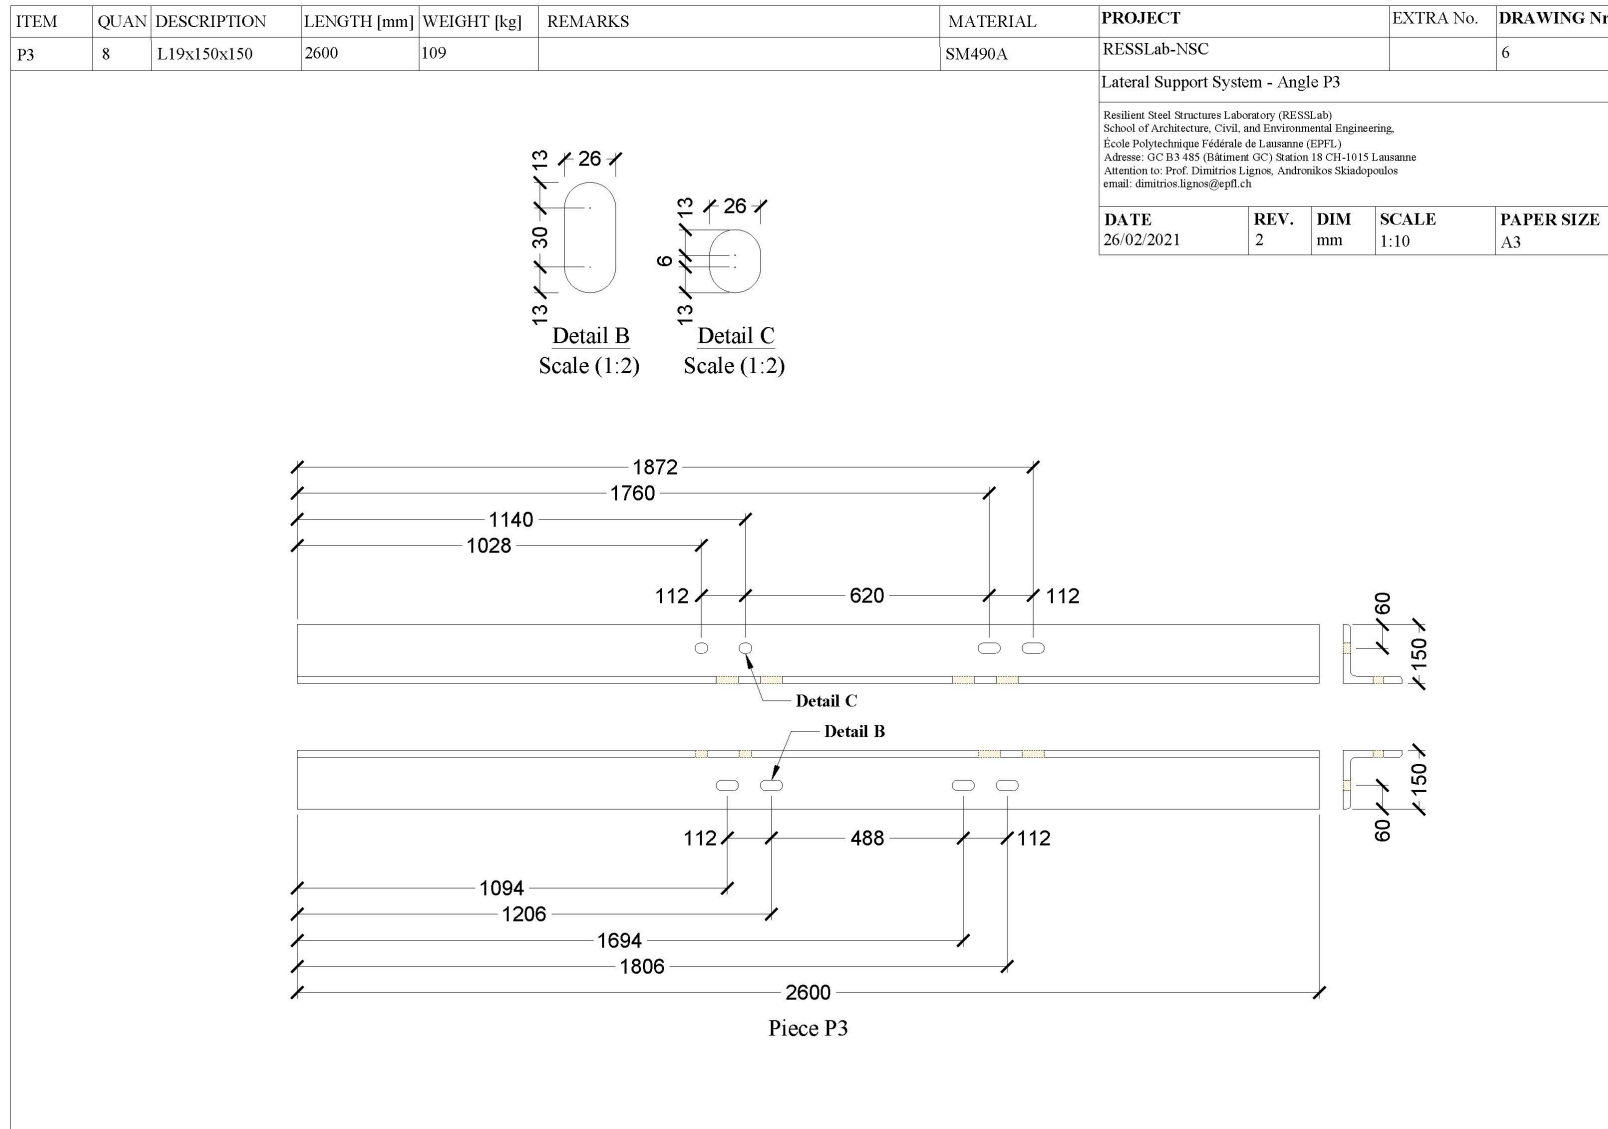 ITEM QUAN DESCRIPTION LENGTH [mm] WEIGHT [kg] REMARKS MATERIAL PROJECT EXTRA No. DRAWING Nr
P3 8 L19x150x150 2600 109 SM490A RESSLab-NSC 6
Lateral Support System - Angle P3
Resilient Steel Structures Laboratory (RESSLab)
School of Architecture, Civil, and Environmental Engineering,
École Polytechnique Fédérale de Lausanne (EPFL)
Adresse: GC B3 485 (Bâtiment GC) Station 18 CH-1015 Lausanne
Attention to: Prof. Dimitrios Lignos, Andronikos Skiadopoulos
email: dimitrios.lignos@epfl.ch
DATE REV. DIM SCALE PAPER SIZE
26/02/2021 2 mm 1:10 A3
13 26
30
13
13 26
6
13
Detail B Detail C
Scale (1:2) Scale (1:2)
1872
1760
1140
1028
112 620 112
60
150
Detail C
Detail B
150
60
112 488 112
1094
1206
1694
1806
2600
Piece P3